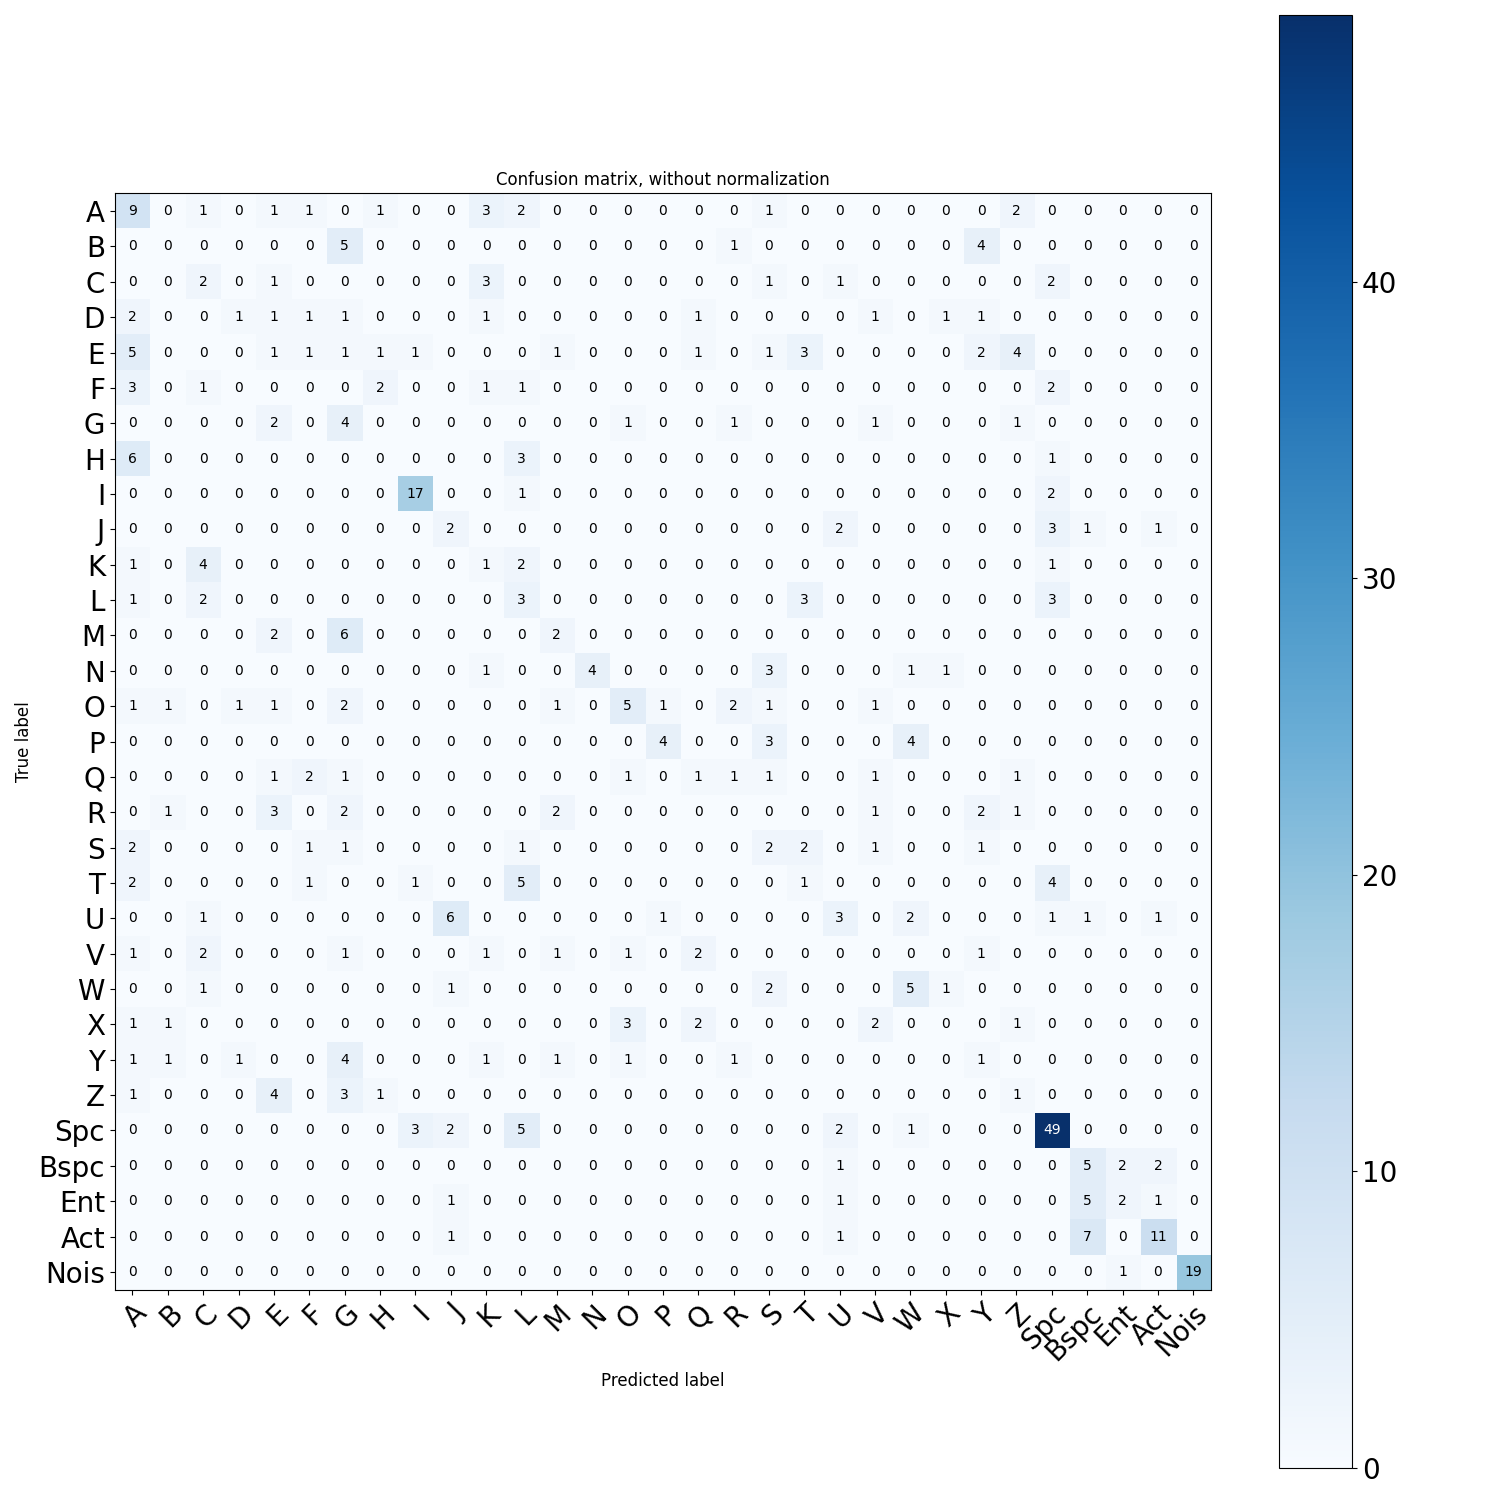 Confusion matrix, without normalization
A 9 0 1 0 1 1 0 1 0 0 3 2 0 0 0 0 0 0 1 0 0 0 0 0 0 2 0 0 0 0 0
B 0 0 0 0 0 0 5 0 0 0 0 0 0 0 0 0 0 1 0 0 0 0 0 0 4 0 0 0 0 0 0
C 0 0 2 0 1 0 0 0 0 0 3 0 0 0 0 0 0 0 1 0 1 0 0 0 0 0 2 0 0 0 0
D 2 0 0 1 1 1 1 0 0 0 1 0 0 0 0 0 1 0 0 0 0 1 0 1 1 0 0 0 0 0 0
E 5 0 0 0 1 1 1 1 1 0 0 0 1 0 0 0 1 0 1 3 0 0 0 0 2 4 0 0 0 0 0
F 3 0 1 0 0 0 0 2 0 0 1 1 0 0 0 0 0 0 0 0 0 0 0 0 0 0 2 0 0 0 0
G 0 0 0 0 2 0 4 0 0 0 0 0 0 0 1 0 0 1 0 0 0 1 0 0 0 1 0 0 0 0 0
H 6 0 0 0 0 0 0 0 0 0 0 3 0 0 0 0 0 0 0 0 0 0 0 0 0 0 1 0 0 0 0
I 0 0 0 0 0 0 0 0 17 0 0 1 0 0 0 0 0 0 0 0 0 0 0 0 0 0 2 0 0 0 0
J 0 0 0 0 0 0 0 0 0 2 0 0 0 0 0 0 0 0 0 0 2 0 0 0 0 0 3 1 0 1 0
K 1 0 4 0 0 0 0 0 0 0 1 2 0 0 0 0 0 0 0 0 0 0 0 0 0 0 1 0 0 0 0
L 1 0 2 0 0 0 0 0 0 0 0 3 0 0 0 0 0 0 0 3 0 0 0 0 0 0 3 0 0 0 0
M 0 0 0 0 2 0 6 0 0 0 0 0 2 0 0 0 0 0 0 0 0 0 0 0 0 0 0 0 0 0 0
N 0 0 0 0 0 0 0 0 0 0 1 0 0 4 0 0 0 0 3 0 0 0 1 1 0 0 0 0 0 0 0
O 1 1 0 1 1 0 2 0 0 0 0 0 1 0 5 1 0 2 1 0 0 1 0 0 0 0 0 0 0 0 0
P 0 0 0 0 0 0 0 0 0 0 0 0 0 0 0 4 0 0 3 0 0 0 4 0 0 0 0 0 0 0 0
Q 0 0 0 0 1 2 1 0 0 0 0 0 0 0 1 0 1 1 1 0 0 1 0 0 0 1 0 0 0 0 0
R 0 1 0 0 3 0 2 0 0 0 0 0 2 0 0 0 0 0 0 0 0 1 0 0 2 1 0 0 0 0 0
S 2 0 0 0 0 1 1 0 0 0 0 1 0 0 0 0 0 0 2 2 0 1 0 0 1 0 0 0 0 0 0
T 2 0 0 0 0 1 0 0 1 0 0 5 0 0 0 0 0 0 0 1 0 0 0 0 0 0 4 0 0 0 0
U 0 0 1 0 0 0 0 0 0 6 0 0 0 0 0 1 0 0 0 0 3 0 2 0 0 0 1 1 0 1 0
V 1 0 2 0 0 0 1 0 0 0 1 0 1 0 1 0 2 0 0 0 0 0 0 0 1 0 0 0 0 0 0
W 0 0 1 0 0 0 0 0 0 1 0 0 0 0 0 0 0 0 2 0 0 0 5 1 0 0 0 0 0 0 0
X 1 1 0 0 0 0 0 0 0 0 0 0 0 0 3 0 2 0 0 0 0 2 0 0 0 1 0 0 0 0 0
Y 1 1 0 1 0 0 4 0 0 0 1 0 1 0 1 0 0 1 0 0 0 0 0 0 1 0 0 0 0 0 0
Z 1 0 0 0 4 0 3 1 0 0 0 0 0 0 0 0 0 0 0 0 0 0 0 0 0 1 0 0 0 0 0
Spc 0 0 0 0 0 0 0 0 3 2 0 5 0 0 0 0 0 0 0 0 2 0 1 0 0 0 49 0 0 0 0
Bspc 0 0 0 0 0 0 0 0 0 0 0 0 0 0 0 0 0 0 0 0 1 0 0 0 0 0 0 5 2 2 0
Ent 0 0 0 0 0 0 0 0 0 1 0 0 0 0 0 0 0 0 0 0 1 0 0 0 0 0 0 5 2 1 0
Act 0 0 0 0 0 0 0 0 0 1 0 0 0 0 0 0 0 0 0 0 1 0 0 0 0 0 0 7 0 11 0
Nois 0 0 0 0 0 0 0 0 0 0 0 0 0 0 0 0 0 0 0 0 0 0 0 0 0 0 0 0 1 0 19
A B C D E F G H I J K L M N O P Q R S T U V W X Y Z Spc Bspc Ent Act Nois
Predicted label
True label
40
30
20
10
0